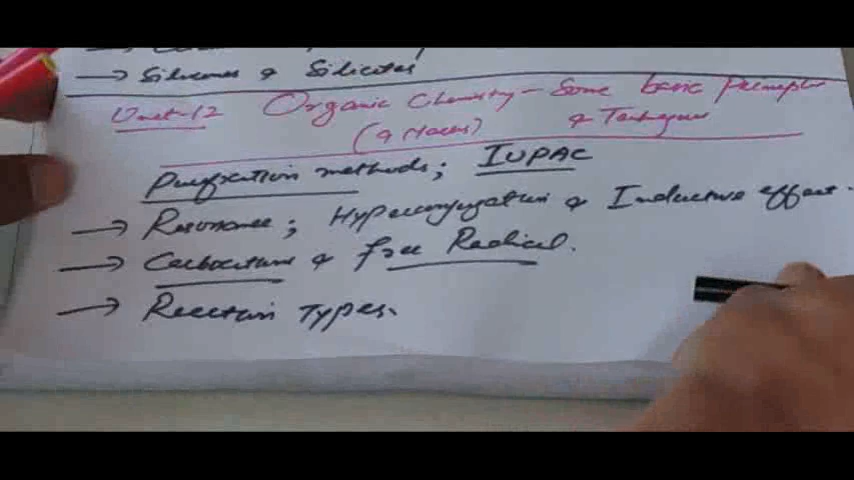 → Silicones & Silicates
Unit-12 Organic Chemistry - Some basic Principles
(9 Marks) & Techniques
Purification methods; IUPAC
→ Resonance; Hyperconjugation & Inductive effect.
→ Carbocations & free Radical.
→ Reaction Types.